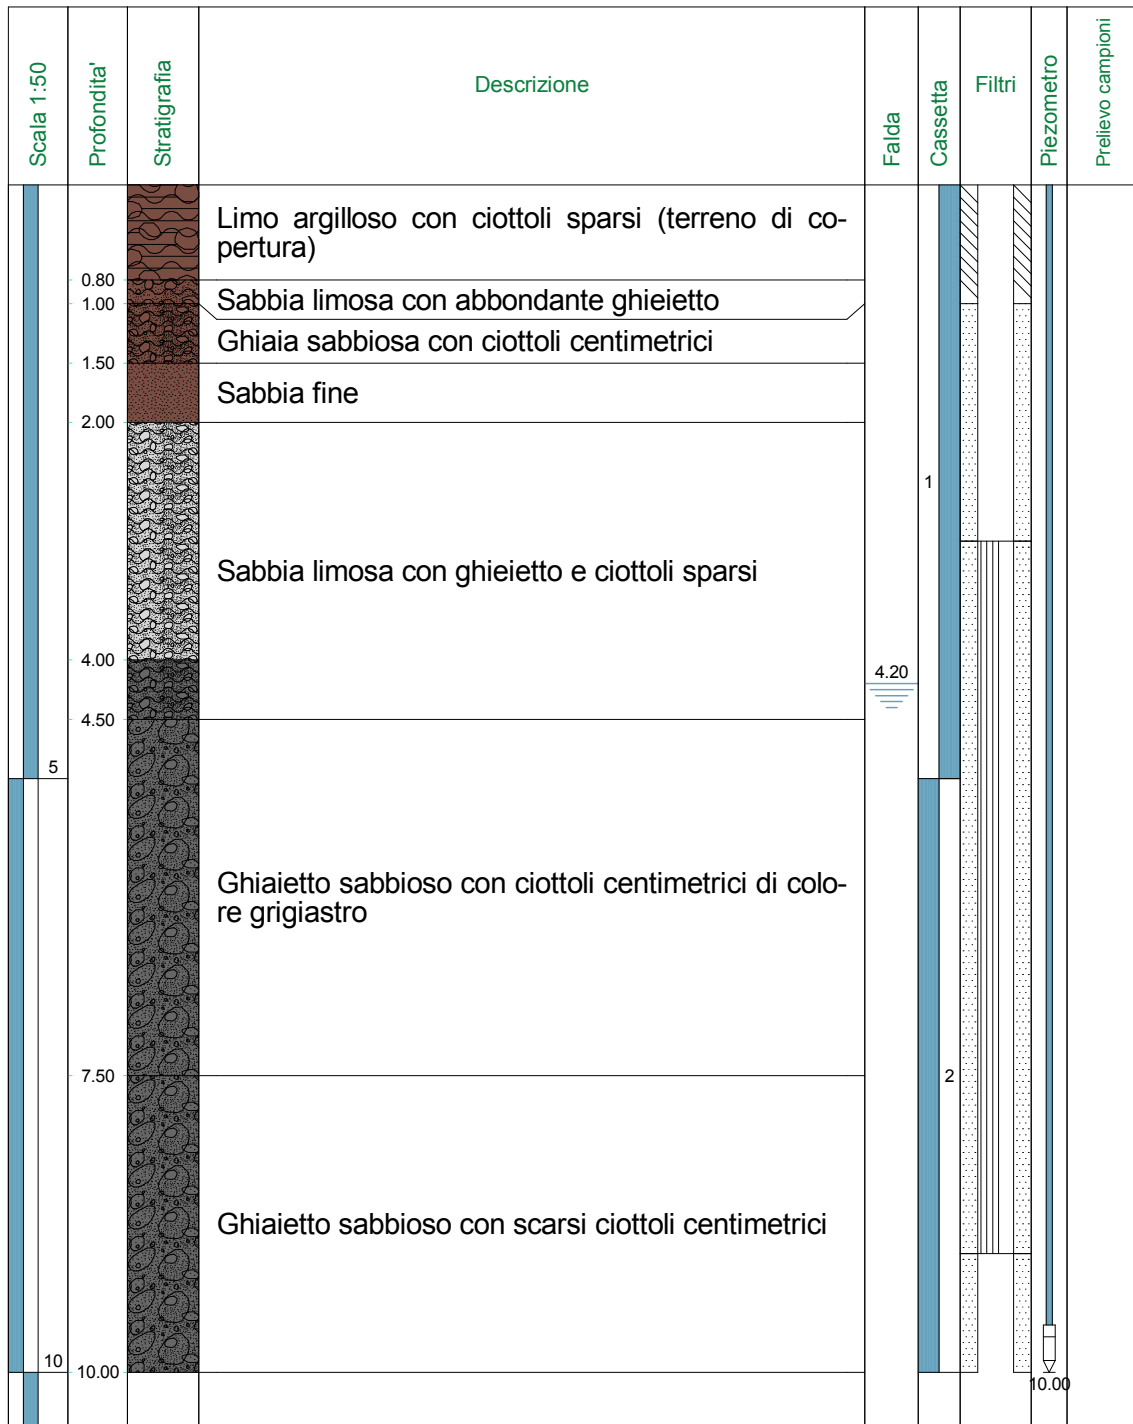 Scala 1:50
Profondita'
Stratigrafia
Descrizione
Falda
Cassetta
Filtri
Piezometro
Prelievo campioni
Limo argilloso con ciottoli sparsi (terreno di co-
pertura)
0.80
Sabbia limosa con abbondante ghieietto
1.00
Ghiaia sabbiosa con ciottoli centimetrici
1.50
Sabbia fine
2.00
1
Sabbia limosa con ghieietto e ciottoli sparsi
4.00
4.20
4.50
5
Ghiaietto sabbioso con ciottoli centimetrici di colo-
re grigiastro
7.50
2
Ghiaietto sabbioso con scarsi ciottoli centimetrici
10
10.00
10.00